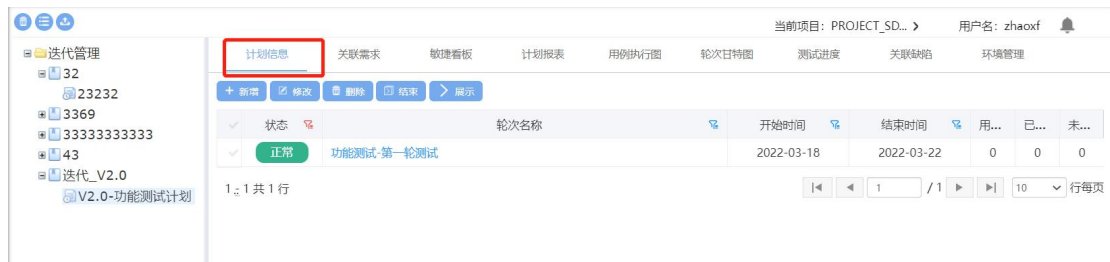 当前项目: PROJECT_SD... > 用户名: zhaoxf
迭代管理
32
23232
3369
33333333333
43
迭代_V2.0
V2.0-功能测试计划
计划信息 关联需求 敏捷看板 计划报表 用例执行图 轮次甘特图 测试进度 关联缺陷 环境管理
+ 新增 修改 删除 结束 > 展示
状态 轮次名称 开始时间 结束时间 用... 已... 未...
正常 功能测试-第一轮测试 2022-03-18 2022-03-22 0 0 0
1 - 1 共 1 行 1 / 1 10 行每页